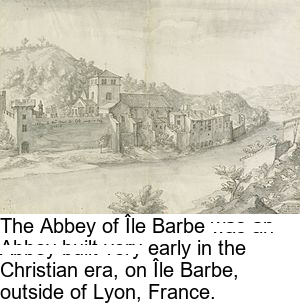 The Abbey of Île Barbe
early in the
Christian era, on Île Barbe,
outside of Lyon, France.